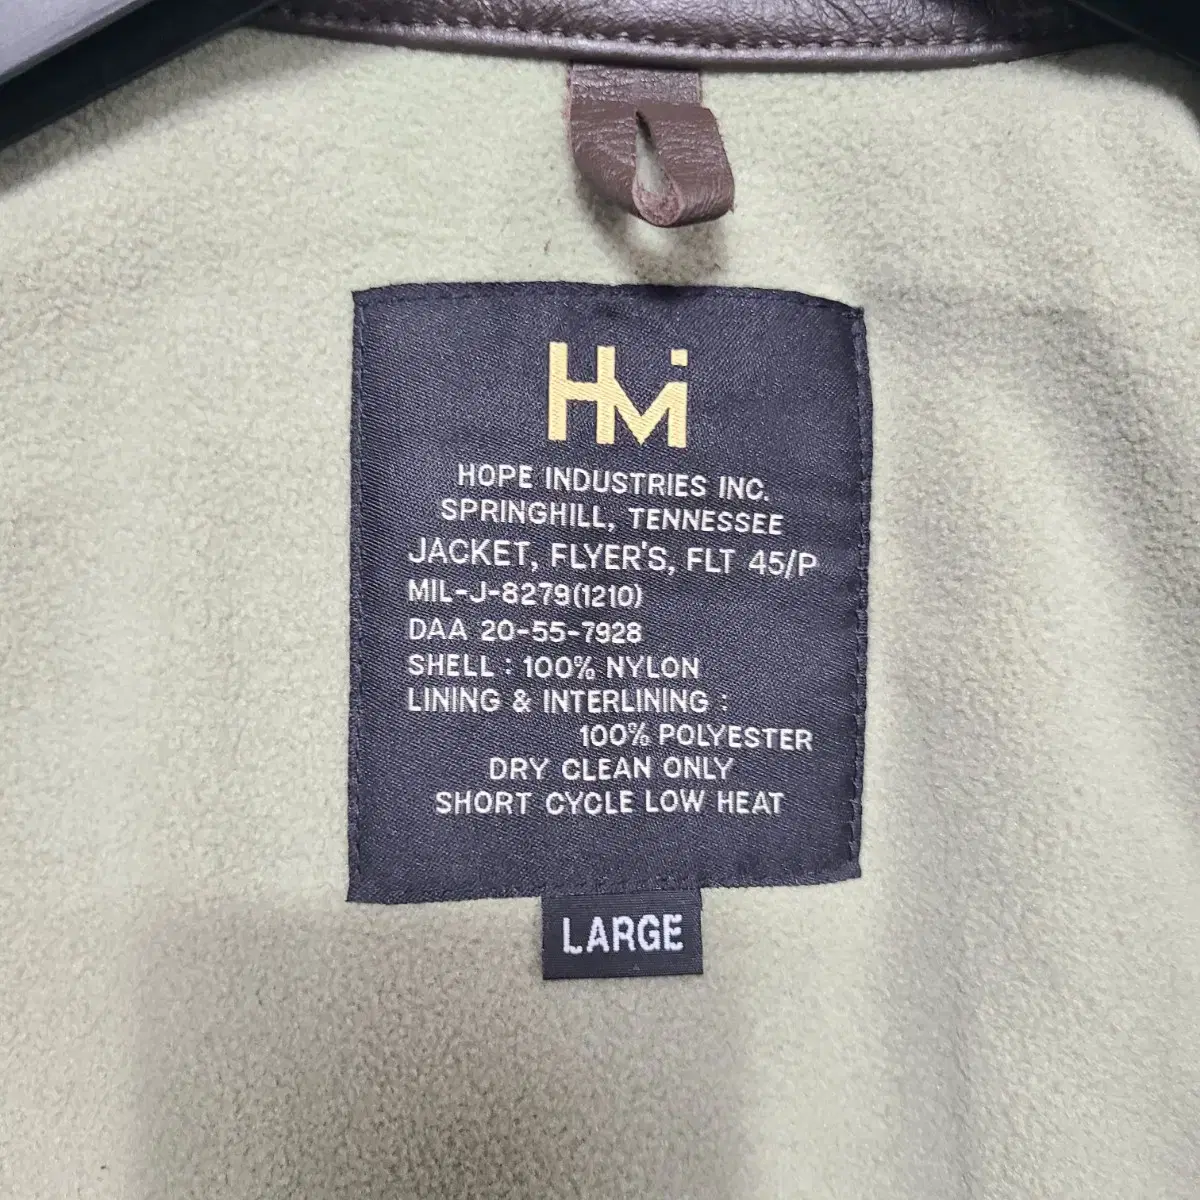 HMi
HOPE INDUSTRIES INC.
SPRINGHILL, TENNESSEE
JACKET, FLYER'S, FLT 45/P
MIL-J-8279(1210)
DAA 20-55-7928
SHELL : 100% NYLON
LINING & INTERLINING :
100% POLYESTER
DRY CLEAN ONLY
SHORT CYCLE LOW HEAT
LARGE